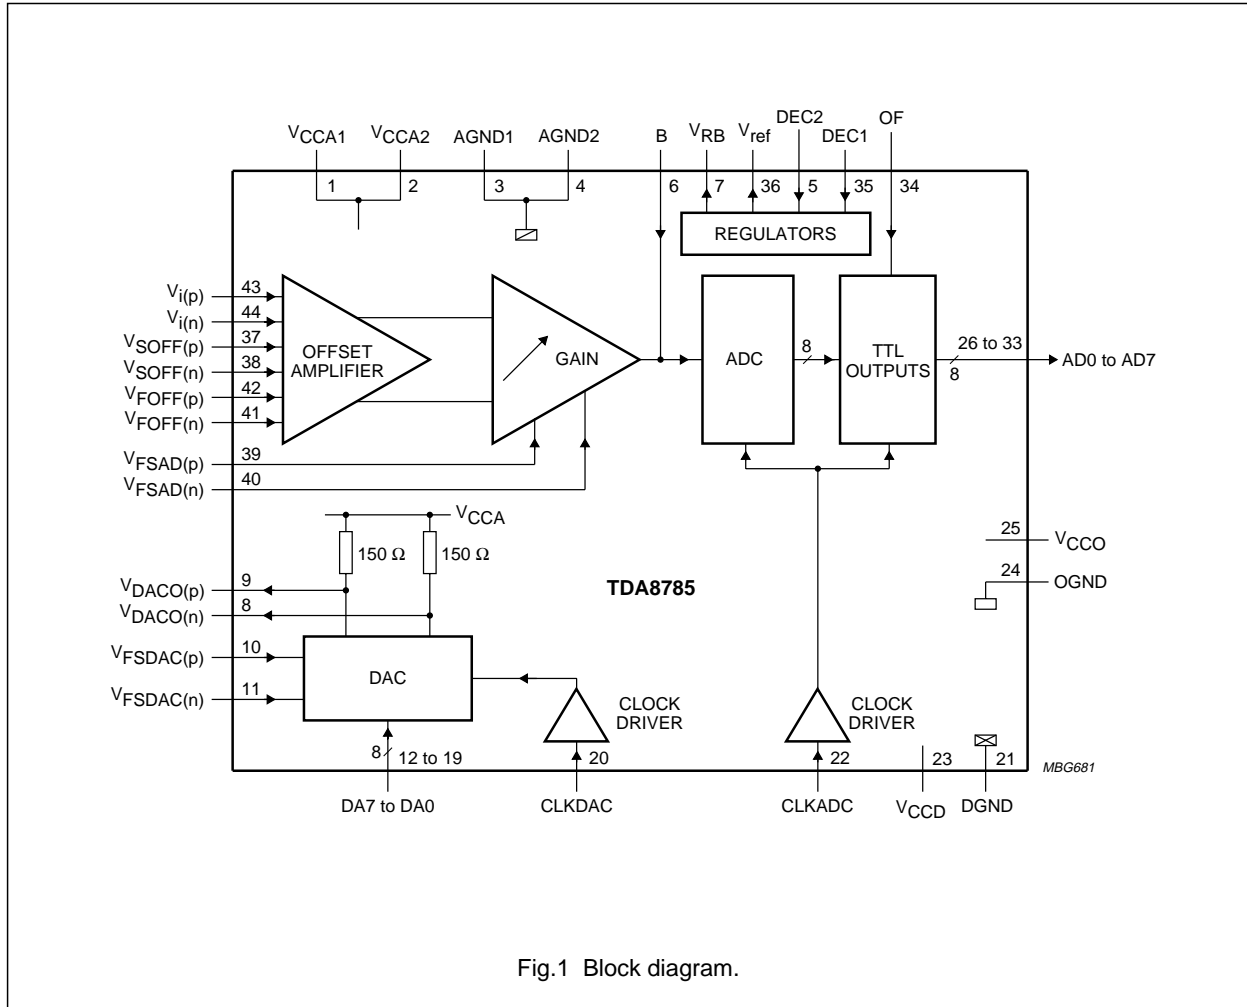 VCCA1 VCCA2 AGND1 AGND2 B VRB Vref DEC2 DEC1 OF
1 2 3 4 6 7 36 5 35 34
REGULATORS
Vi(p) 43
Vi(n) 44
VSOFF(p) 37
VSOFF(n) 38
VFOFF(p) 42
VFOFF(n) 41
VFSAD(p) 39
VFSAD(n) 40
OFFSET
AMPLIFIER
GAIN
ADC
8
TTL
OUTPUTS
26 to 33
8
AD0 to AD7
VCCA
150 Ω 150 Ω
25 VCCO
24 OGND
TDA8785
VDACO(p) 9
VDACO(n) 8
VFSDAC(p) 10
VFSDAC(n) 11
DAC
CLOCK
DRIVER
CLOCK
DRIVER
8 12 to 19 20 22 23 21
MBG681
DA7 to DA0 CLKDAC CLKADC VCCD DGND
Fig.1 Block diagram.